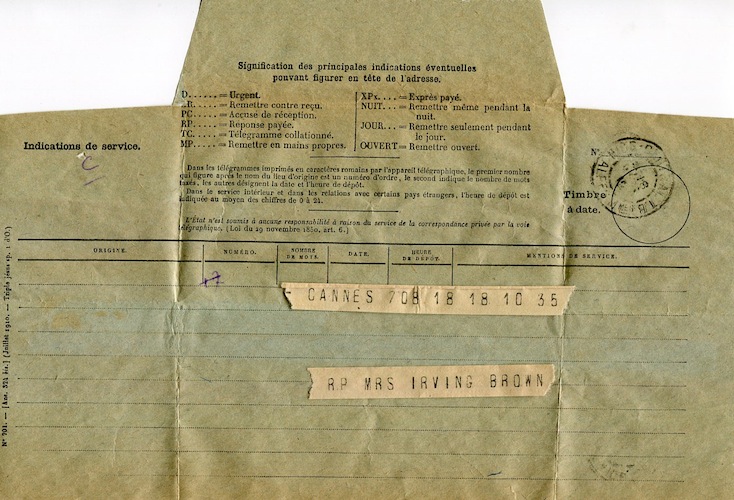 Signification des principales indications éventuelles
pouvant figurer en tête de l'adresse.
D...... = Urgent.
AR..... = Remettre contre reçu.
PC..... = Accusé de réception.
RP..... = Réponse payée.
TC..... = Télégramme collationné.
MP..... = Remettre en mains propres.
XPx.... = Exprès payé.
NUIT... = Remettre même pendant la
nuit.
JOUR... = Remettre seulement pendant
le jour.
OUVERT = Remettre ouvert.
Indications de service.
C
Dans les télégrammes imprimés en caractères romains par l'appareil télégraphique, le premier nombre
qui figure après le nom du lieu d'origine est un numéro d'ordre, le second indique le nombre de mots
taxés, les autres désignent la date et l'heure de dépôt.
Dans le service intérieur et dans les relations avec certains pays étrangers, l'heure de dépôt est
indiquée au moyen des chiffres de 0 à 24.
L'État n'est soumis à aucune responsabilité à raison du service de la correspondance privée par la voie
télégraphique. (Loi du 29 novembre 1850, art. 6.)
N°
Timbre
à date.
ORIGINE.
NUMÉRO.
NOMBRE
DE MOTS.
DATE.
HEURE
DE DÉPÔT.
MENTIONS DE SERVICE.
CANNES 708 18 18 10 35
RP MRS IRVING BROWN
N° 701. — (Juillet 1910. —